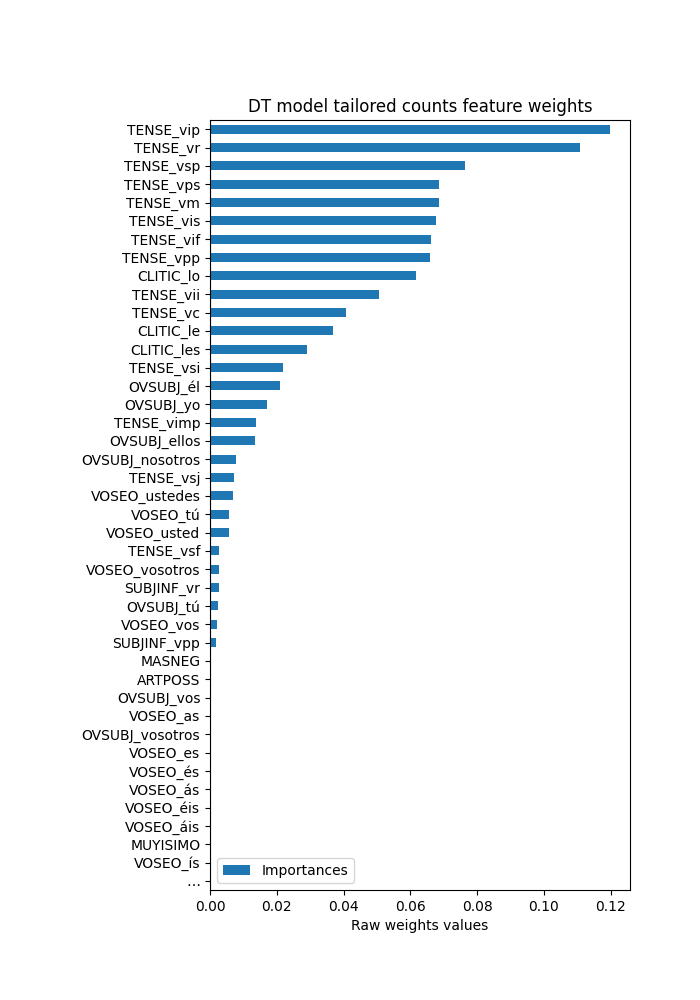 DT model tailored counts feature weights
TENSE_vip
TENSE_vr
TENSE_vsp
TENSE_vps
TENSE_vm
TENSE_vis
TENSE_vif
TENSE_vpp
CLITIC_lo
TENSE_vii
TENSE_vc
CLITIC_le
CLITIC_les
TENSE_vsi
OVSUBJ_él
OVSUBJ_yo
TENSE_vimp
OVSUBJ_ellos
OVSUBJ_nosotros
TENSE_vsj
VOSEO_ustedes
VOSEO_tú
VOSEO_usted
TENSE_vsf
VOSEO_vosotros
SUBJINF_vr
OVSUBJ_tú
VOSEO_vos
SUBJINF_vpp
MASNEG
ARTPOSS
OVSUBJ_vos
VOSEO_as
OVSUBJ_vosotros
VOSEO_es
VOSEO_és
VOSEO_ás
VOSEO_éis
VOSEO_áis
MUYISIMO
VOSEO_ís
...
Importances
0.00 0.02 0.04 0.06 0.08 0.10 0.12
Raw weights values